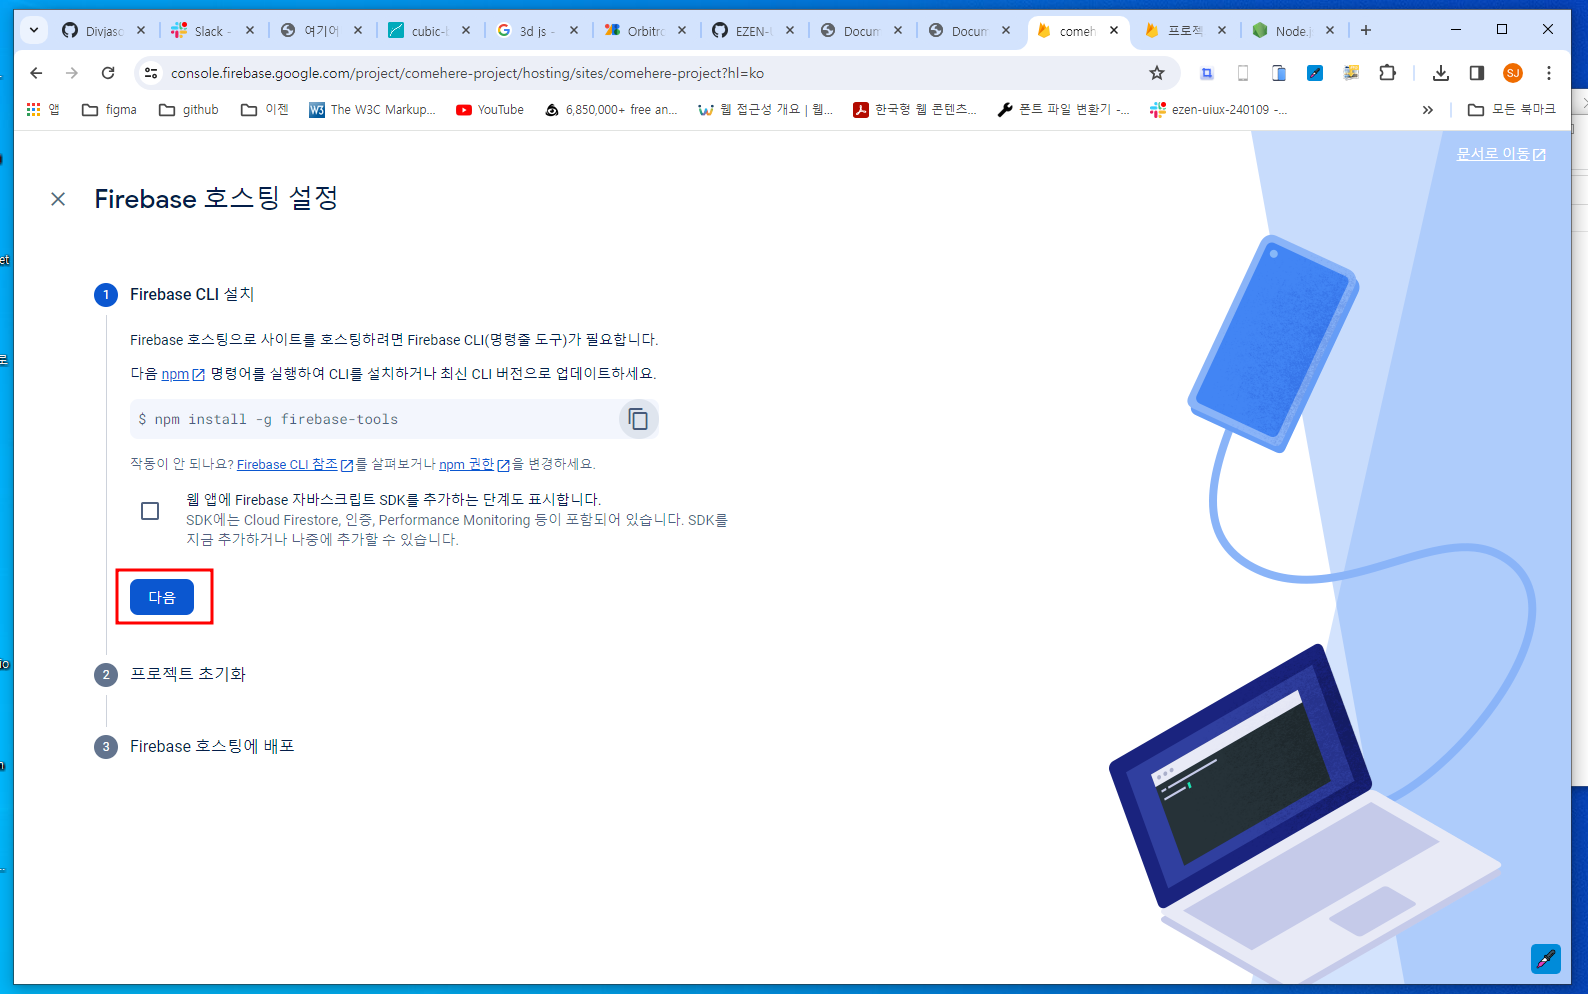 Divjasc
Slack -
여기어
cubic-b
3d js -
Orbitro
EZEN-U
Docum
Docum
comeh
프로젝
Node.j
console.firebase.google.com/project/comehere-project/hosting/sites/comehere-project?hl=ko
SJ
앱
figma
github
이젠
The W3C Markup...
YouTube
6,850,000+ free an...
웹 접근성 개요 | 웹...
한국형 웹 콘텐츠...
폰트 파일 변환기 -...
ezen-uiux-240109 -...
모든 북마크
문서로 이동
Firebase 호스팅 설정
1 Firebase CLI 설치
Firebase 호스팅으로 사이트를 호스팅하려면 Firebase CLI(명령줄 도구)가 필요합니다.
다음 npm 명령어를 실행하여 CLI를 설치하거나 최신 CLI 버전으로 업데이트하세요.
$ npm install -g firebase-tools
작동이 안 되나요? Firebase CLI 참조를 살펴보거나 npm 권한을 변경하세요.
웹 앱에 Firebase 자바스크립트 SDK를 추가하는 단계도 표시합니다.
SDK에는 Cloud Firestore, 인증, Performance Monitoring 등이 포함되어 있습니다. SDK를
지금 추가하거나 나중에 추가할 수 있습니다.
다음
2 프로젝트 초기화
3 Firebase 호스팅에 배포